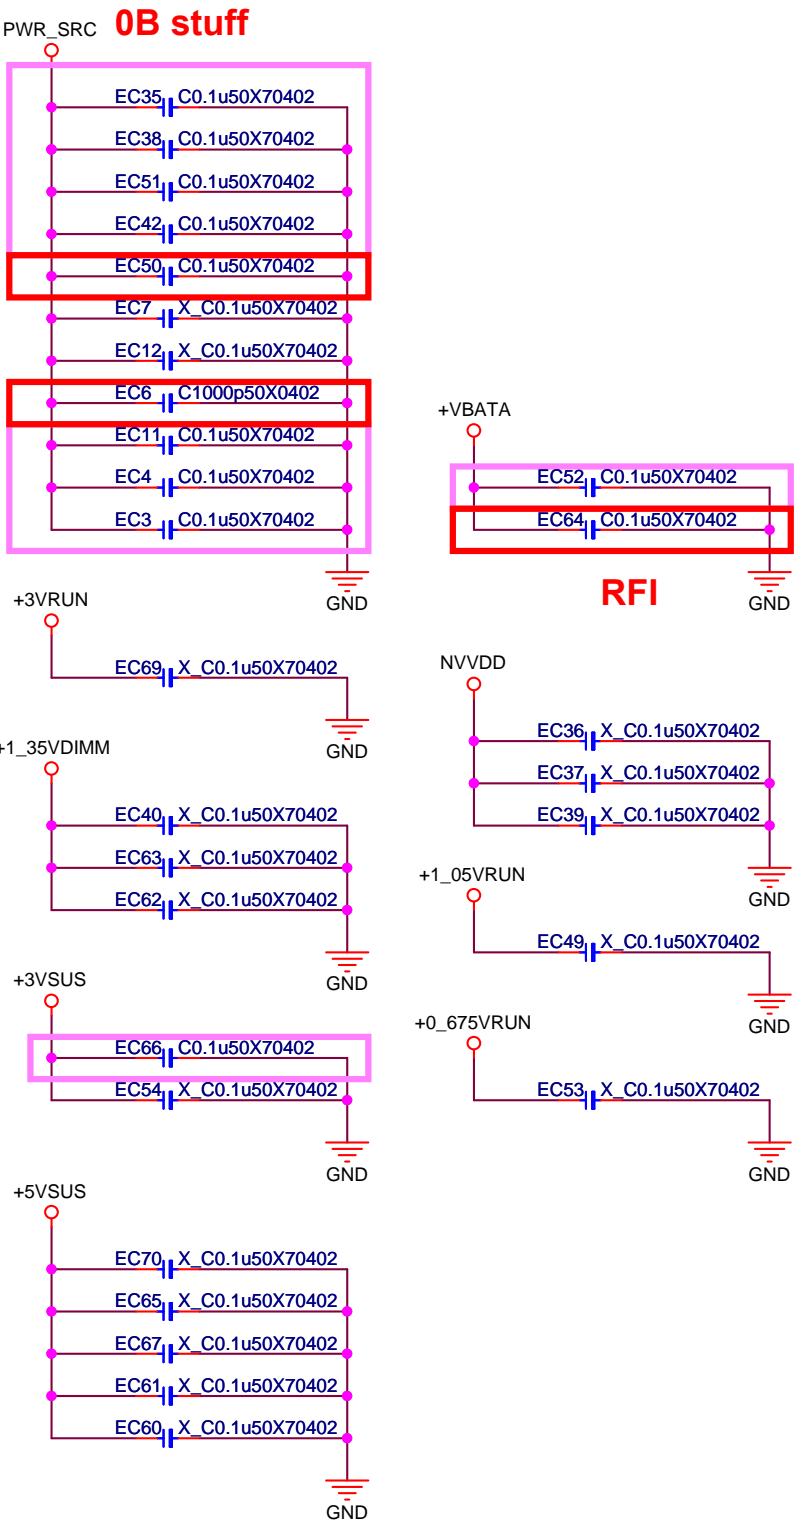 PWR_SRC 0B stuff
EC35 C0.1u50X70402
EC38 C0.1u50X70402
EC51 C0.1u50X70402
EC42 C0.1u50X70402
EC50 C0.1u50X70402
EC7 X_C0.1u50X70402
EC12 X_C0.1u50X70402
EC6 C1000p50X0402
EC11 C0.1u50X70402
EC4 C0.1u50X70402
EC3 C0.1u50X70402
GND
+VBATA
EC52 C0.1u50X70402
EC64 C0.1u50X70402
RFI
GND
+3VRUN
EC69 X_C0.1u50X70402
GND
NVVDD
EC36 X_C0.1u50X70402
EC37 X_C0.1u50X70402
EC39 X_C0.1u50X70402
GND
+1_35VDIMM
EC40 X_C0.1u50X70402
EC63 X_C0.1u50X70402
EC62 X_C0.1u50X70402
GND
+1_05VRUN
EC49 X_C0.1u50X70402
GND
+3VSUS
EC66 C0.1u50X70402
EC54 X_C0.1u50X70402
GND
+0_675VRUN
EC53 X_C0.1u50X70402
GND
+5VSUS
EC70 X_C0.1u50X70402
EC65 X_C0.1u50X70402
EC67 X_C0.1u50X70402
EC61 X_C0.1u50X70402
EC60 X_C0.1u50X70402
GND